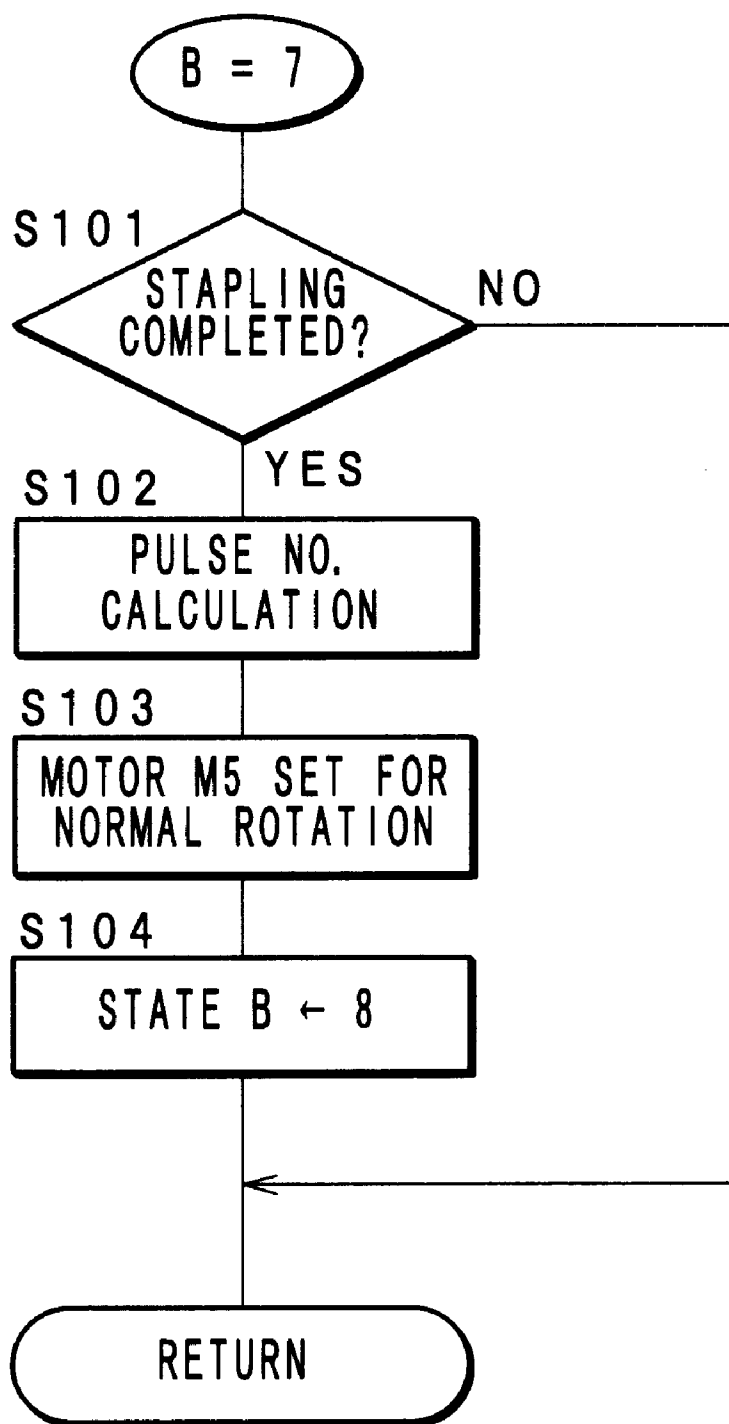 B = 7
S101
STAPLING
COMPLETED?
NO
YES
S102
PULSE NO.
CALCULATION
S103
MOTOR M5 SET FOR
NORMAL ROTATION
S104
STATE B ← 8
RETURN